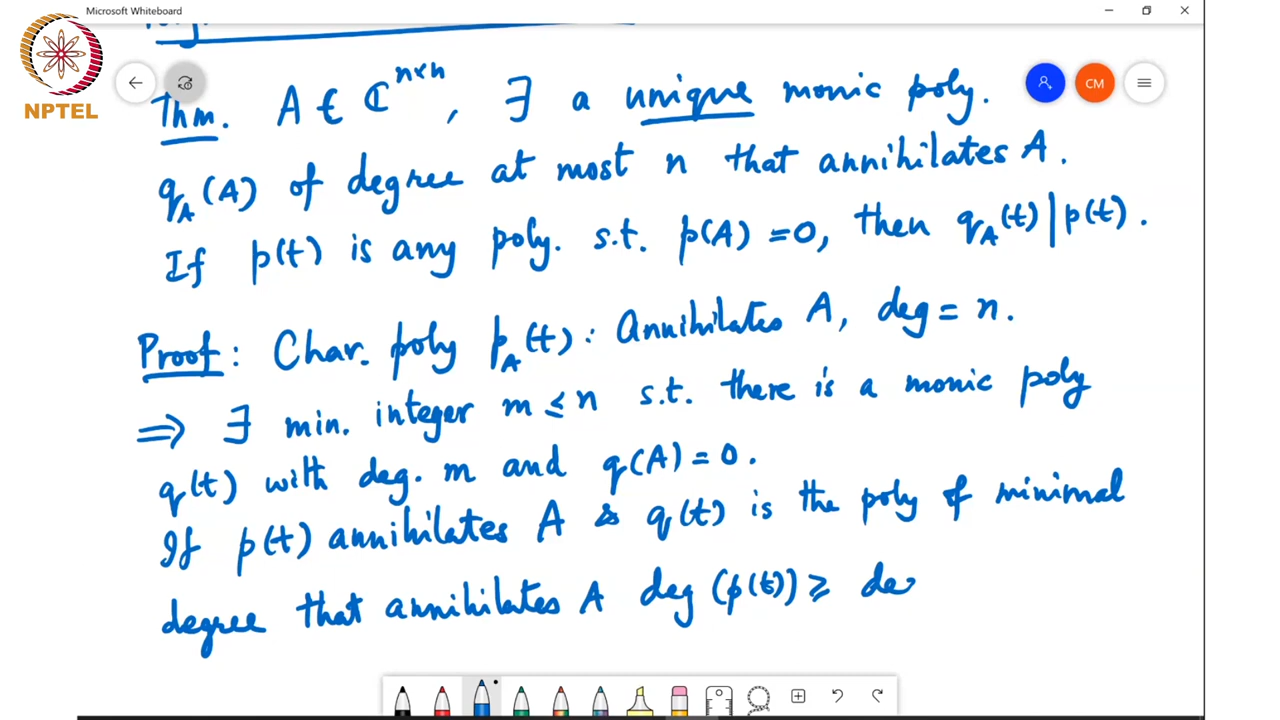 Microsoft Whiteboard
NPTEL
CM
Thm. A ∈ ℂ^{n×n}, ∃ a unique monic poly.
q_A(A) of degree at most n that annihilates A.
If p(t) is any poly. s.t. p(A) = 0, then q_A(t) | p(t).
Proof: Char. poly p_A(t): Annihilates A, deg = n.
⇒ ∃ min. integer m ≤ n s.t. there is a monic poly
q(t) with deg. m and q(A) = 0.
If p(t) annihilates A & q(t) is the poly of minimal
degree that annihilates A deg (p(t)) ≥ de